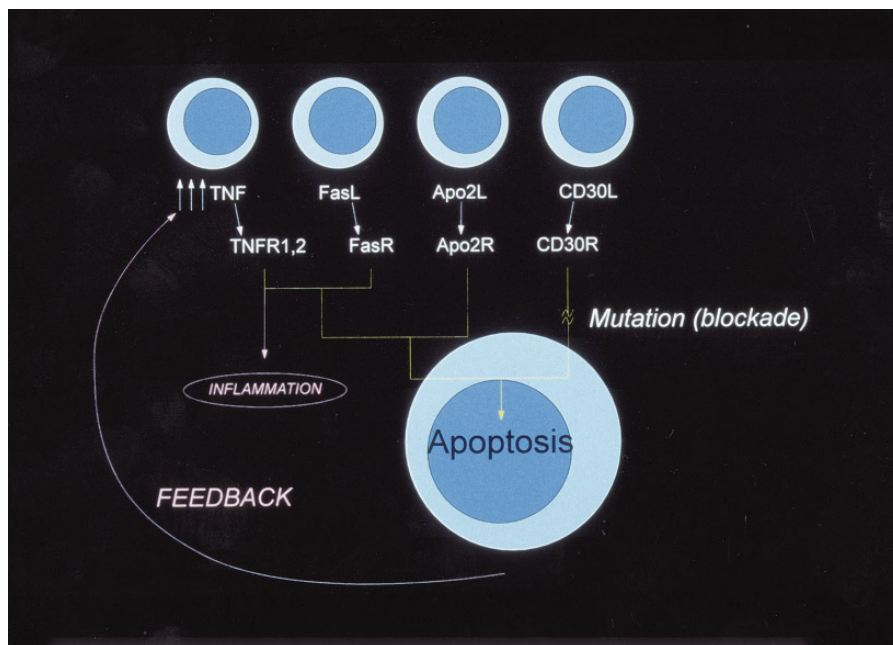 TNF FasL Apo2L CD30L
TNFR1,2 FasR Apo2R CD30R
Mutation (blockade)
INFLAMMATION
Apoptosis
FEEDBACK